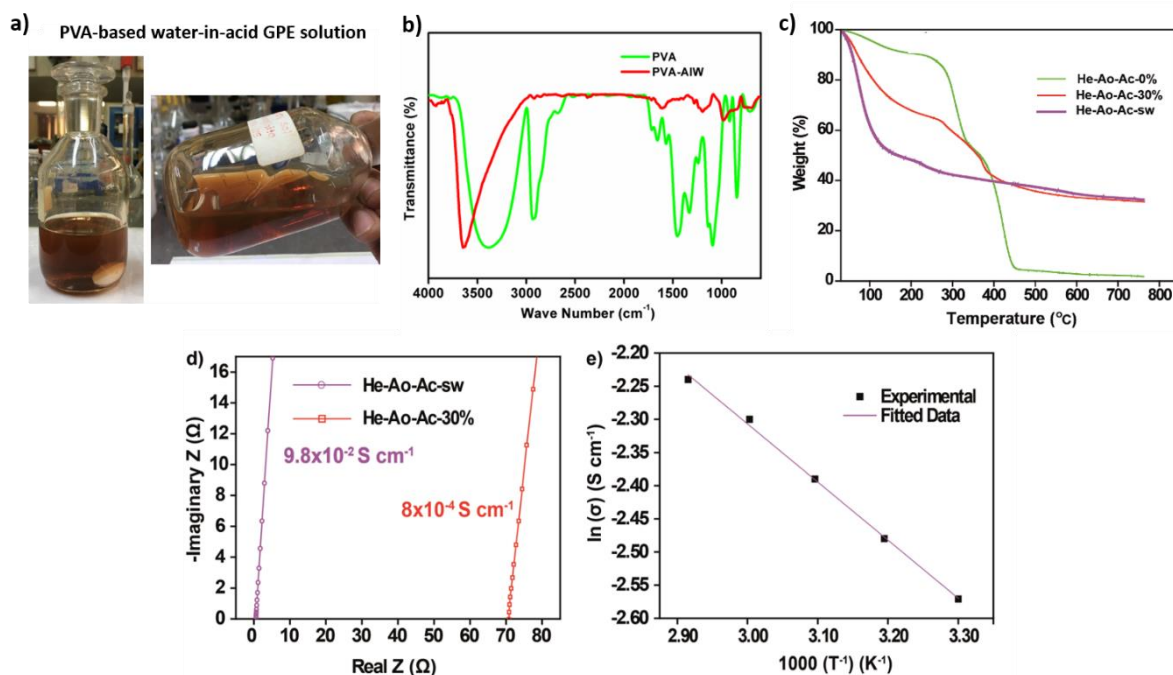 a)
PVA-based water-in-acid GPE solution
b)
PVA
PVA-AIW
Transmittance (%)
4000 3000 2000 1000
Wave Number (cm⁻¹)
c)
100
80
60
40
20
0
Weight (%)
He-Ao-Ac-0%
He-Ao-Ac-30%
He-Ao-Ac-sw
100 200 300 400 500 600 700 800
Temperature (°C)
d)
16
14
12
10
8
6
4
2
0
-Imaginary Z (Ω)
He-Ao-Ac-sw
He-Ao-Ac-30%
9.8x10⁻² S cm⁻¹
8x10⁻⁴ S cm⁻¹
0 10 20 30 40 50 60 70 80
Real Z (Ω)
e)
-2.20
-2.25
-2.30
-2.35
-2.40
-2.45
-2.50
-2.55
-2.60
ln (σ) (S cm⁻¹)
Experimental
Fitted Data
2.90 3.00 3.10 3.20 3.30
1000 (T⁻¹) (K⁻¹)